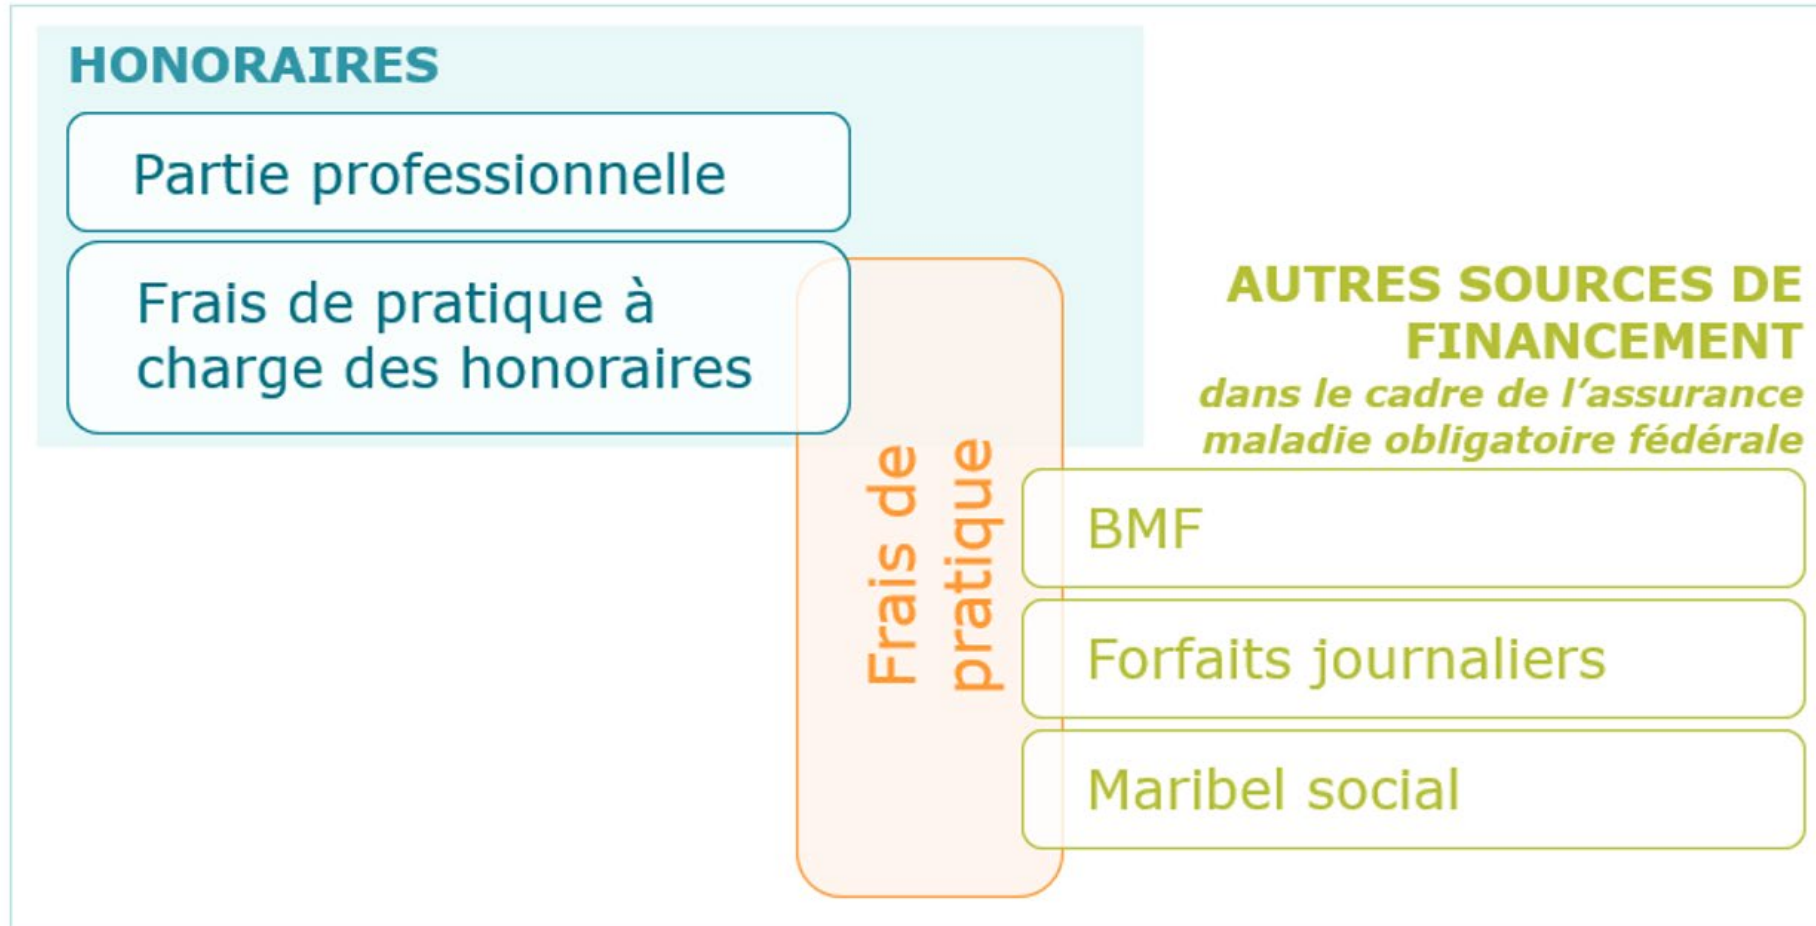 HONORAIRES
Partie professionnelle
Frais de pratique à
charge des honoraires
Frais de
pratique
AUTRES SOURCES DE
FINANCEMENT
dans le cadre de l’assurance
maladie obligatoire fédérale
BMF
Forfaits journaliers
Maribel social